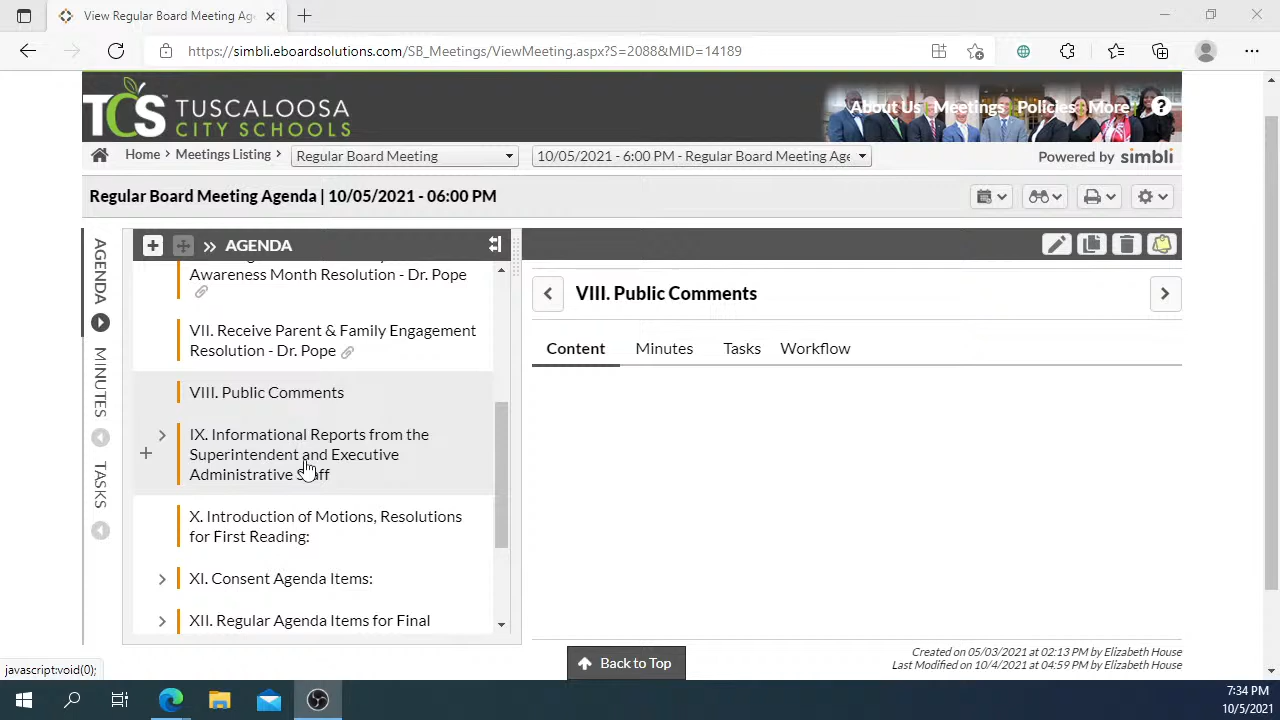 View Regular Board Meeting Age
https://simbli.eboardsolutions.com/SB_Meetings/ViewMeeting.aspx?S=2088&MID=14189
TCS TUSCALOOSA
CITY SCHOOLS
About Us Meetings Policies More ?
Home > Meetings Listing > Regular Board Meeting 10/05/2021 - 6:00 PM - Regular Board Meeting Age
Powered by simbli
Regular Board Meeting Agenda | 10/05/2021 - 06:00 PM
AGENDA
MINUTES
TASKS
AGENDA
Awareness Month Resolution - Dr. Pope
VII. Receive Parent & Family Engagement
Resolution - Dr. Pope
VIII. Public Comments
IX. Informational Reports from the
Superintendent and Executive
Administrative Staff
X. Introduction of Motions, Resolutions
for First Reading:
XI. Consent Agenda Items:
XII. Regular Agenda Items for Final
VIII. Public Comments
Content Minutes Tasks Workflow
Created on 05/03/2021 at 02:13 PM by Elizabeth House
Last Modified on 10/4/2021 at 04:59 PM by Elizabeth House
Back to Top
javascript:void(0);
7:34 PM
10/5/2021